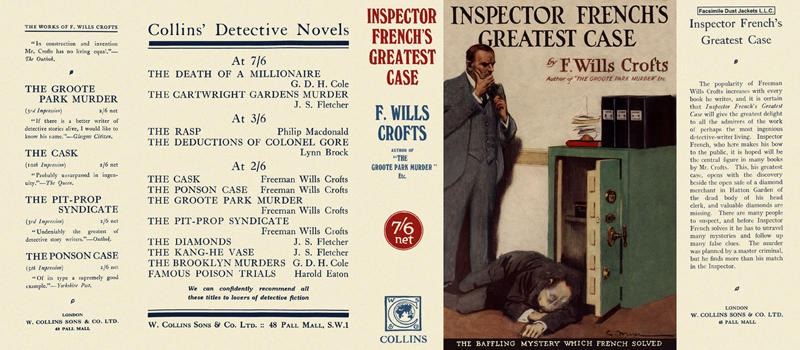 THE WORKS OF F. WILLS CROFTS
"In construction and invention
Mr. Crofts has no living equal."—
The Outlook.
THE GROOTE
PARK MURDER
(3rd Impression) 2/6 net
"If there is a better writer of
detective stories alive, I would like to
know his name."—Glasgow Citizen.
THE CASK
(10th Impression) 2/6 net
"Probably unsurpassed in ingen-
uity."—The Queen.
THE PIT-PROP
SYNDICATE
(3rd Impression) 2/6 net
"Undeniably the greatest of
detective story writers."—Outlook.
THE PONSON CASE
(5th Impression) 2/6 net
"Of its type a supremely good
example."—Yorkshire Post.
LONDON
W. COLLINS SONS & CO. LTD.
48 PALL MALL
Collins' Detective Novels
At 7/6
THE DEATH OF A MILLIONAIRE
G. D. H. Cole
THE CARTWRIGHT GARDENS MURDER
J. S. Fletcher
At 3/6
THE RASP Philip Macdonald
THE DEDUCTIONS OF COLONEL GORE
Lynn Brock
At 2/6
THE CASK Freeman Wills Crofts
THE PONSON CASE Freeman Wills Crofts
THE GROOTE PARK MURDER
Freeman Wills Crofts
THE PIT-PROP SYNDICATE
Freeman Wills Crofts
THE DIAMONDS J. S. Fletcher
THE KANG-HE VASE J. S. Fletcher
THE BROOKLYN MURDERS G. D. H. Cole
FAMOUS POISON TRIALS Harold Eaton
We can confidently recommend all
these titles to lovers of detective fiction
W. COLLINS SONS & CO. LTD. :: 48 PALL MALL, S.W.1
INSPECTOR
FRENCH'S
GREATEST
CASE
F. WILLS
CROFTS
AUTHOR OF
"THE
GROOTE PARK MURDER"
Etc.
7/6
net
COLLINS
INSPECTOR FRENCH'S
GREATEST CASE
by F. Wills Crofts
Author of "THE GROOTE PARK MURDER" Etc.
THE BAFFLING MYSTERY WHICH FRENCH SOLVED
Facsimile Dust Jackets L.L.C.
Inspector French's
Greatest Case
The popularity of Freeman
Wills Crofts increases with every
book he writes, and it is certain
that Inspector French's Greatest
Case will give the greatest delight
to all the admirers of the work
of perhaps the most ingenious
detective-writer living. Inspector
French, who here makes his bow
to the public, it is hoped will be
the central figure in many books
by Mr. Crofts. This, his greatest
case, opens with the discovery
beside the open safe of a diamond
merchant in Hatton Garden of
the dead body of his head
clerk, and valuable diamonds are
missing. There are many people
to suspect, and before Inspector
French solves it he has to unravel
many mysteries and follow up
many false clues. The murder
was planned by a master criminal,
but he finds more than his match
in the Inspector.
LONDON
W. COLLINS SONS & CO. LTD.
48 PALL MALL